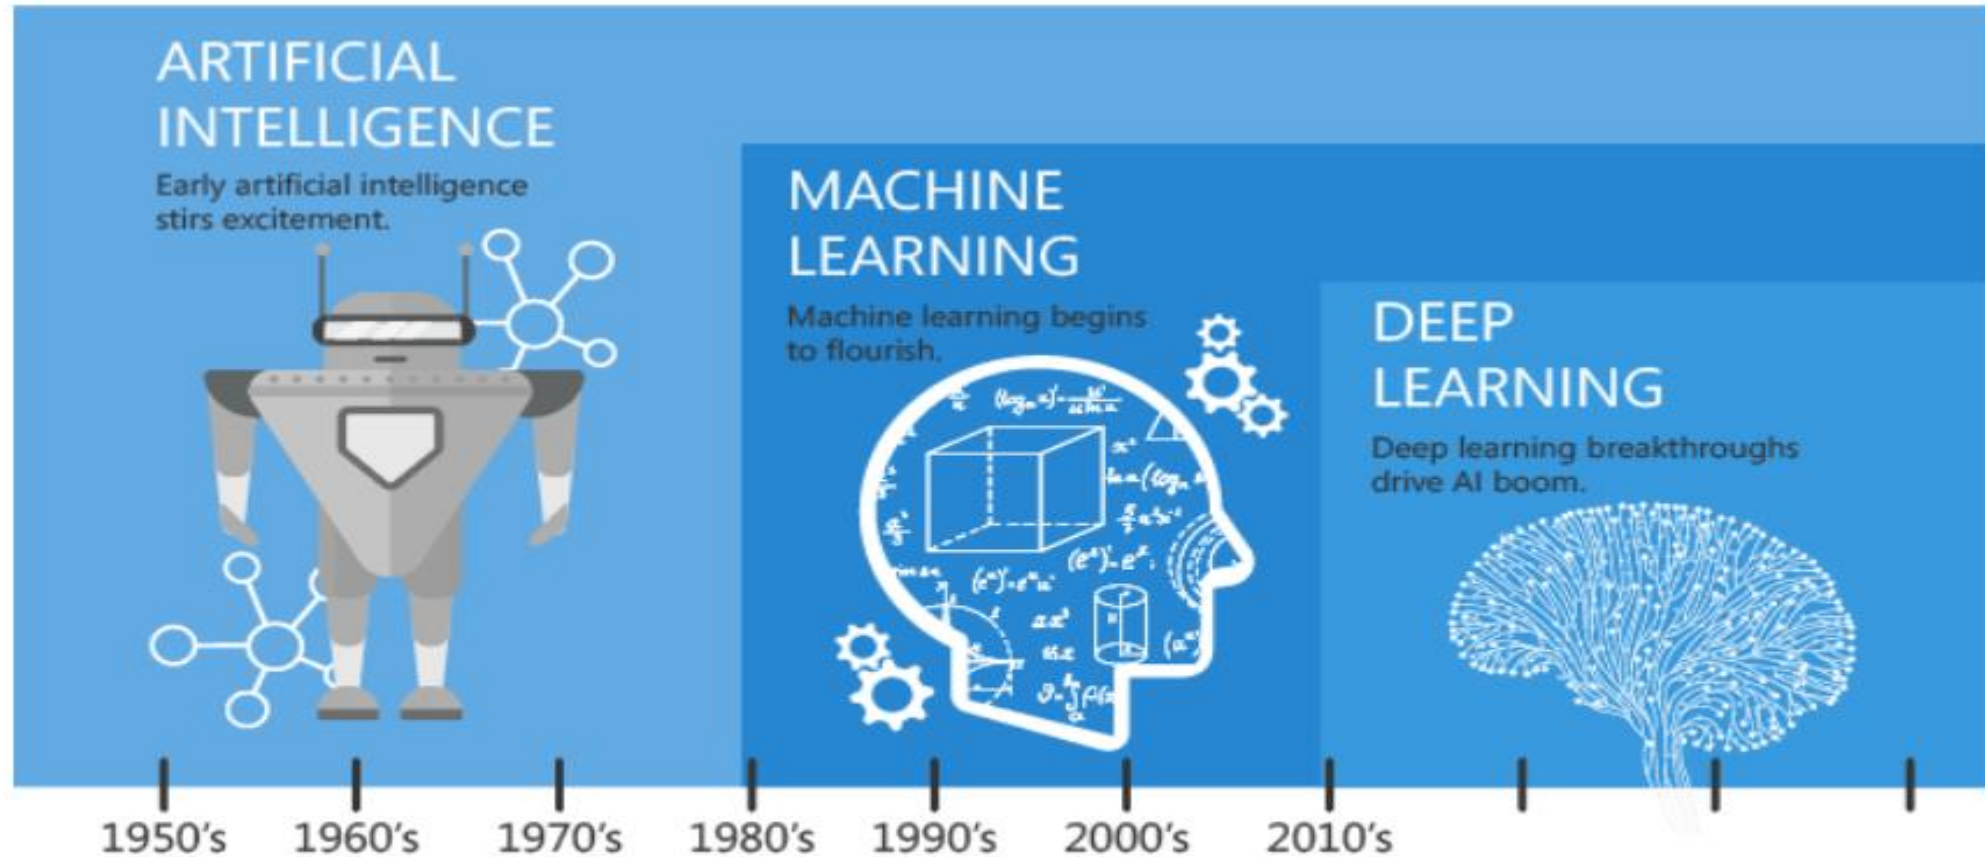 ARTIFICIAL
INTELLIGENCE
Early artificial intelligence
stirs excitement.
MACHINE
LEARNING
Machine learning begins
to flourish.
DEEP
LEARNING
Deep learning breakthroughs
drive AI boom.
1950's 1960's 1970's 1980's 1990's 2000's 2010's